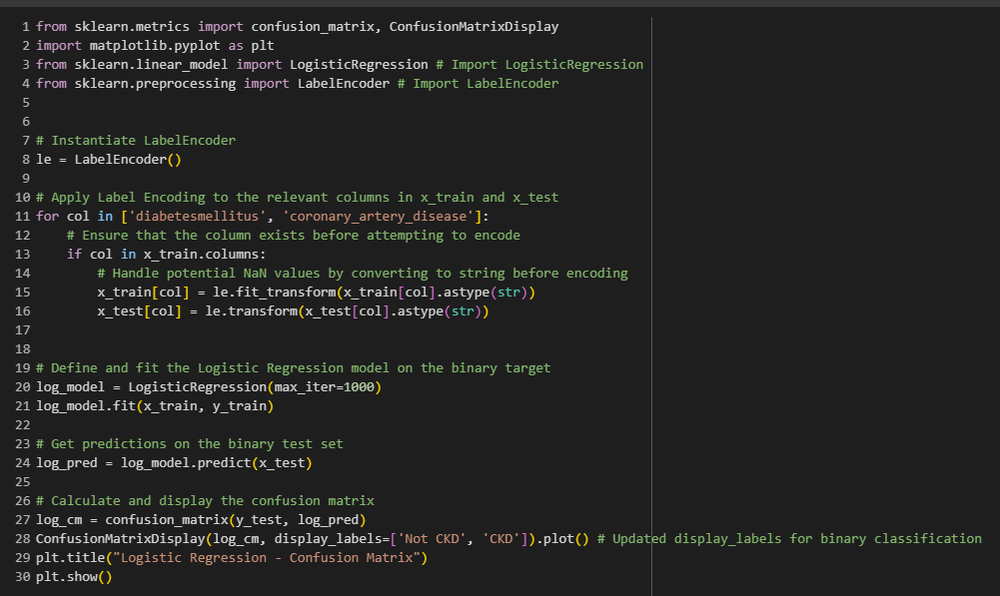 1 from sklearn.metrics import confusion_matrix, ConfusionMatrixDisplay
2 import matplotlib.pyplot as plt
3 from sklearn.linear_model import LogisticRegression # Import LogisticRegression
4 from sklearn.preprocessing import LabelEncoder # Import LabelEncoder
5
6
7 # Instantiate LabelEncoder
8 le = LabelEncoder()
9
10 # Apply Label Encoding to the relevant columns in x_train and x_test
11 for col in ['diabetesmellitus', 'coronary_artery_disease']:
12     # Ensure that the column exists before attempting to encode
13     if col in x_train.columns:
14         # Handle potential NaN values by converting to string before encoding
15         x_train[col] = le.fit_transform(x_train[col].astype(str))
16         x_test[col] = le.transform(x_test[col].astype(str))
17
18
19 # Define and fit the Logistic Regression model on the binary target
20 log_model = LogisticRegression(max_iter=1000)
21 log_model.fit(x_train, y_train)
22
23 # Get predictions on the binary test set
24 log_pred = log_model.predict(x_test)
25
26 # Calculate and display the confusion matrix
27 log_cm = confusion_matrix(y_test, log_pred)
28 ConfusionMatrixDisplay(log_cm, display_labels=['Not CKD', 'CKD']).plot() # Updated display_labels for binary classification
29 plt.title("Logistic Regression - Confusion Matrix")
30 plt.show()